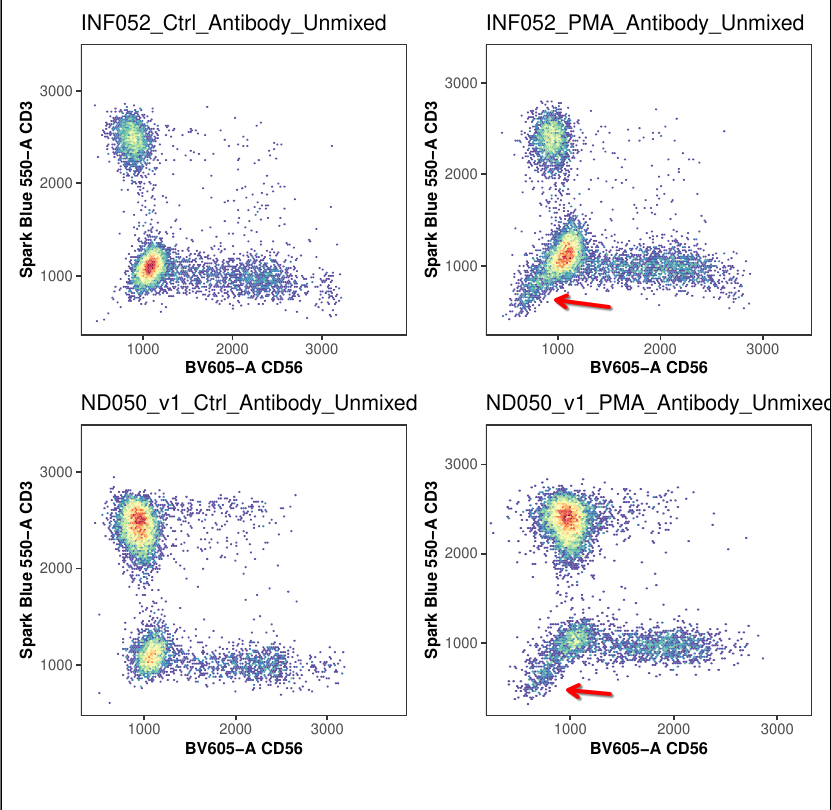 INF052_Ctrl_Antibody_Unmixed
INF052_PMA_Antibody_Unmixed
Spark Blue 550−A CD3
3000
2000
1000
1000 2000 3000
BV605−A CD56
Spark Blue 550−A CD3
3000
2000
1000
1000 2000 3000
BV605−A CD56
ND050_v1_Ctrl_Antibody_Unmixed
ND050_v1_PMA_Antibody_Unmixed
Spark Blue 550−A CD3
3000
2000
1000
1000 2000 3000
BV605−A CD56
Spark Blue 550−A CD3
3000
2000
1000
1000 2000 3000
BV605−A CD56